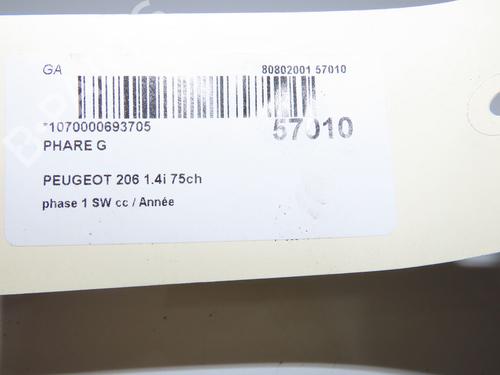 GA 80802001 57010
*1070000693705 57010
PHARE G
PEUGEOT 206 1.4i 75ch
phase 1 SW cc / Année